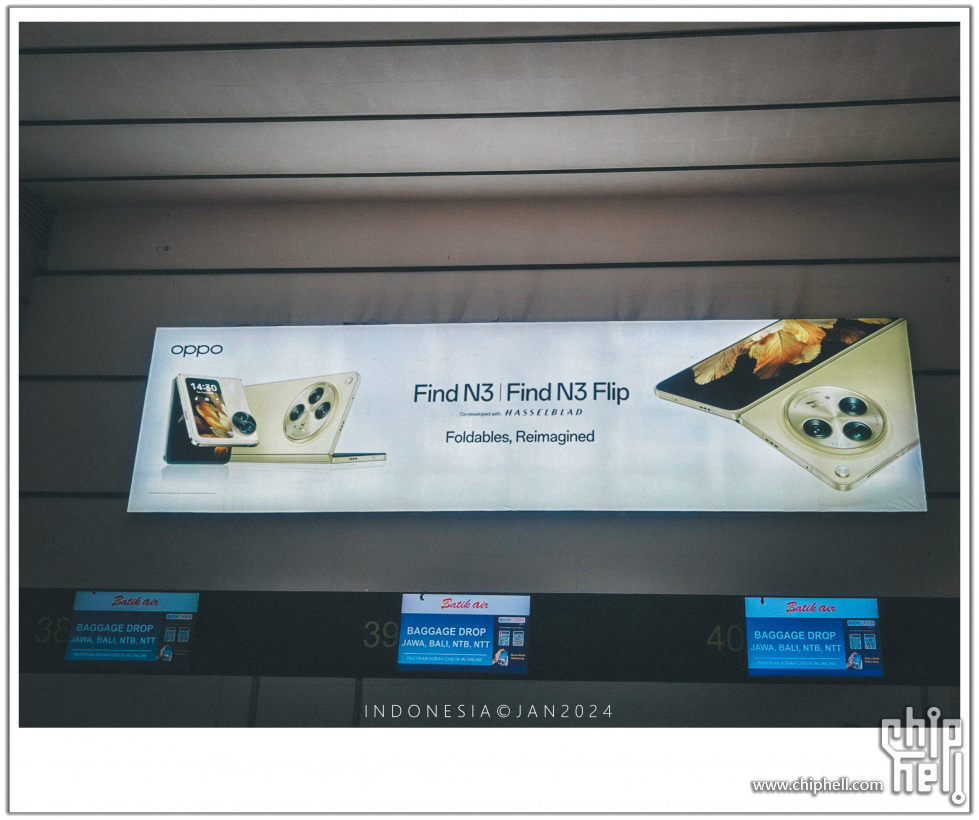 oppo
14:30
Find N3 | Find N3 Flip
Co-developed with HASSELBLAD
Foldables, Reimagined
38
Batik air
BAGGAGE DROP
JAWA, BALI, NTB, NTT
PASTIKAN SUDAH CHECK-IN ONLINE
39
Batik air
BAGGAGE DROP
JAWA, BALI, NTB, NTT
PASTIKAN SUDAH CHECK-IN ONLINE
40
Batik air
BAGGAGE DROP
JAWA, BALI, NTB, NTT
PASTIKAN SUDAH CHECK-IN ONLINE
INDONESIA©JAN2024
www.chiphell.com
chip
hell